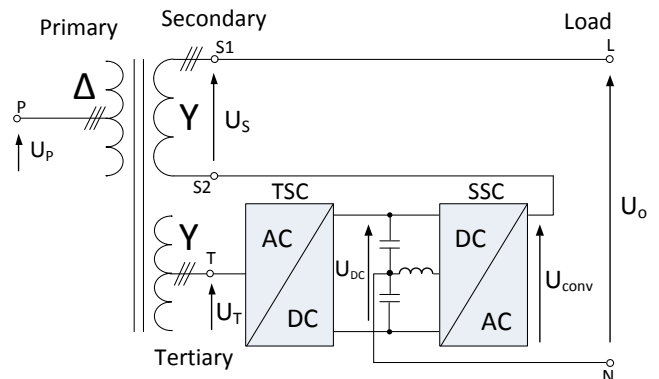 Primary
Secondary
Load
S1
L
Δ
P
Y
U_S
U_P
S2
TSC
SSC
U_o
Y
AC
DC
T
U_DC
U_conv
U_T
DC
AC
Tertiary
N